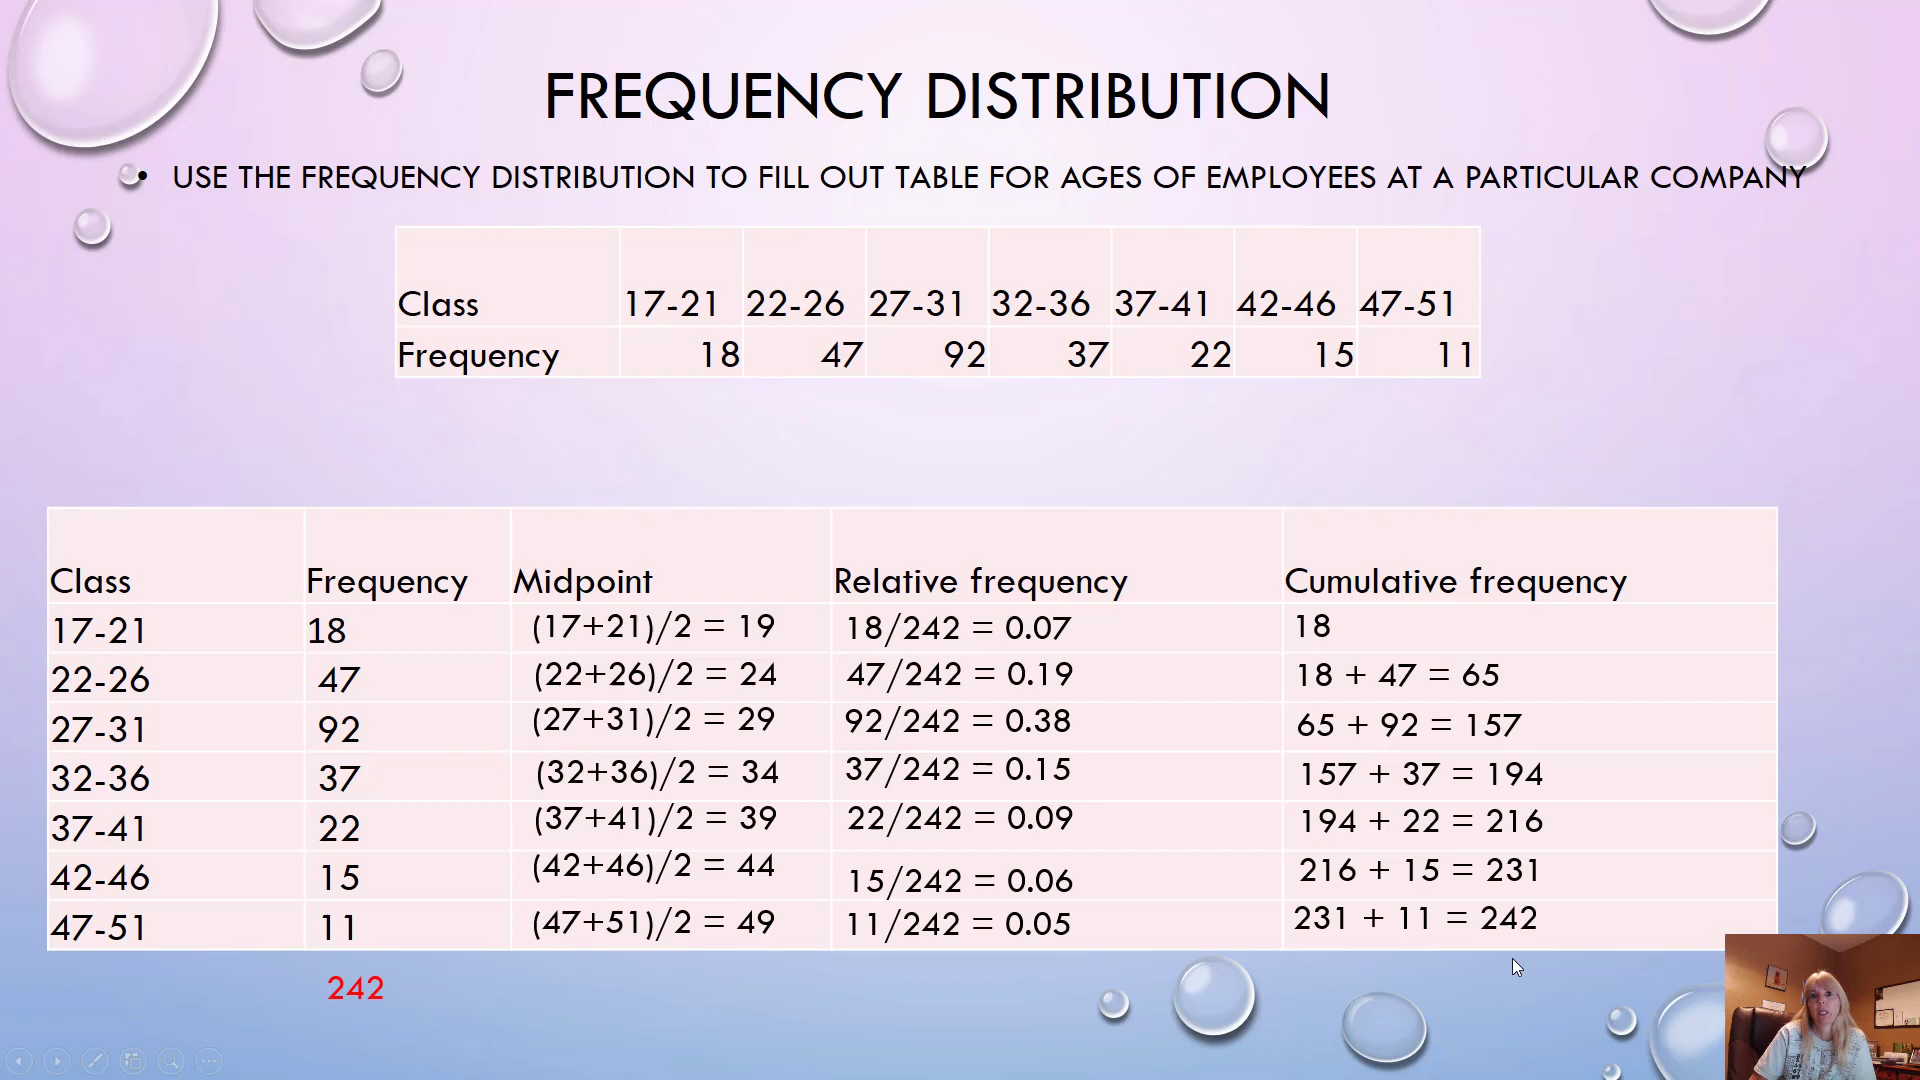 FREQUENCY DISTRIBUTION
• USE THE FREQUENCY DISTRIBUTION TO FILL OUT TABLE FOR AGES OF EMPLOYEES AT A PARTICULAR COMPANY
Class 17-21 22-26 27-31 32-36 37-41 42-46 47-51
Frequency 18 47 92 37 22 15 11
Class Frequency Midpoint Relative frequency Cumulative frequency
17-21 18 (17+21)/2 = 19 18/242 = 0.07 18
22-26 47 (22+26)/2 = 24 47/242 = 0.19 18 + 47 = 65
27-31 92 (27+31)/2 = 29 92/242 = 0.38 65 + 92 = 157
32-36 37 (32+36)/2 = 34 37/242 = 0.15 157 + 37 = 194
37-41 22 (37+41)/2 = 39 22/242 = 0.09 194 + 22 = 216
42-46 15 (42+46)/2 = 44 15/242 = 0.06 216 + 15 = 231
47-51 11 (47+51)/2 = 49 11/242 = 0.05 231 + 11 = 242
242